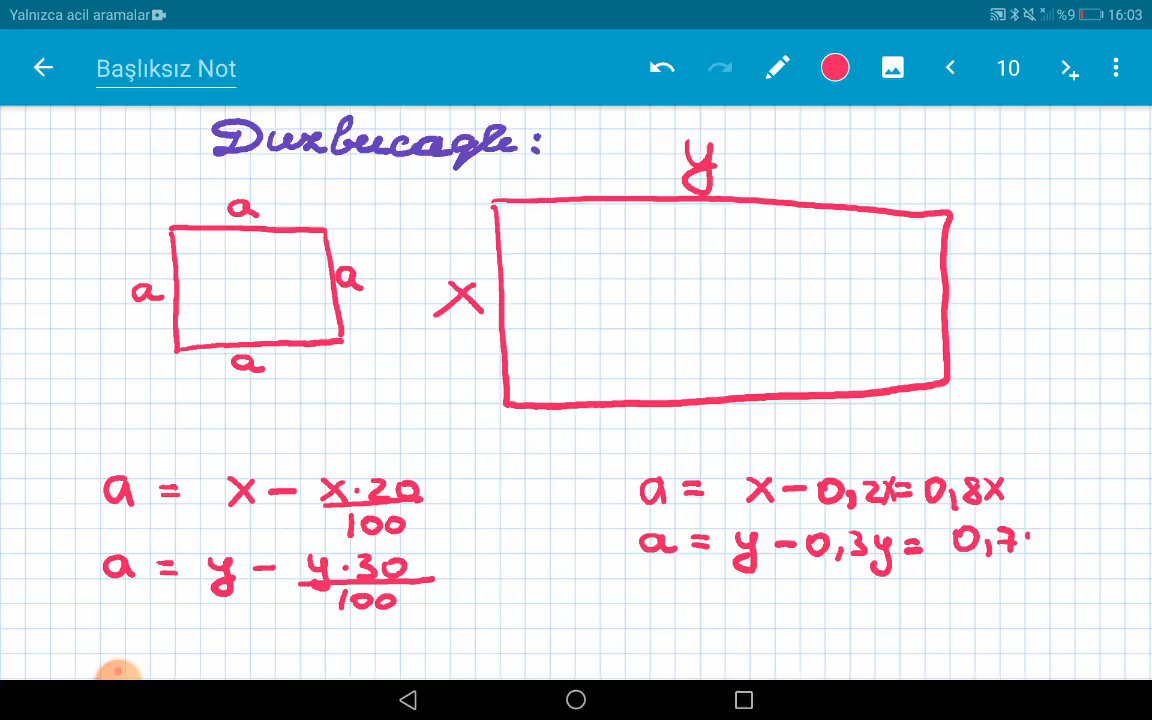 Yalnızca acil aramalar %9 16:03
Başlıksız Not 10
Duzbucaqlı:
y
a
a
a
x
a
a = x - x·20/100
a = x - 0,2x = 0,8x
a = y - y·30/100
a = y - 0,3y = 0,7